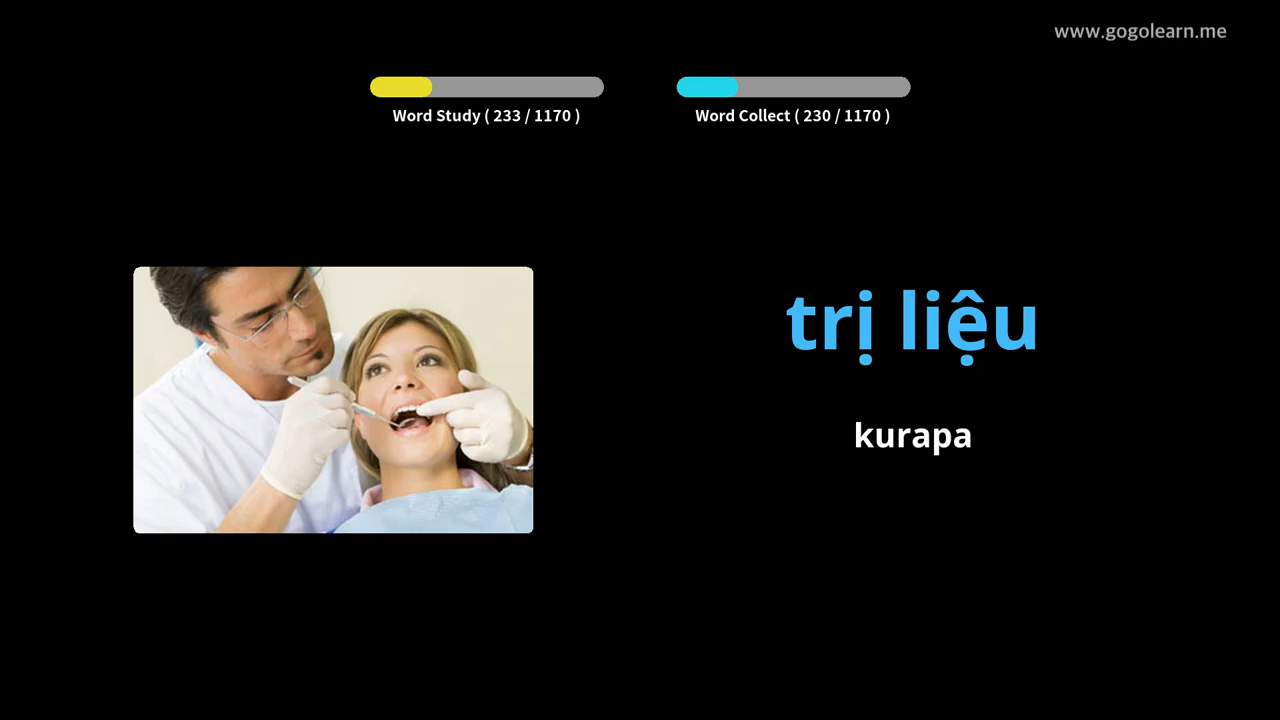 www.gogolearn.me
Word Study ( 233 / 1170 )
Word Collect ( 230 / 1170 )
trị liệu
kurapa